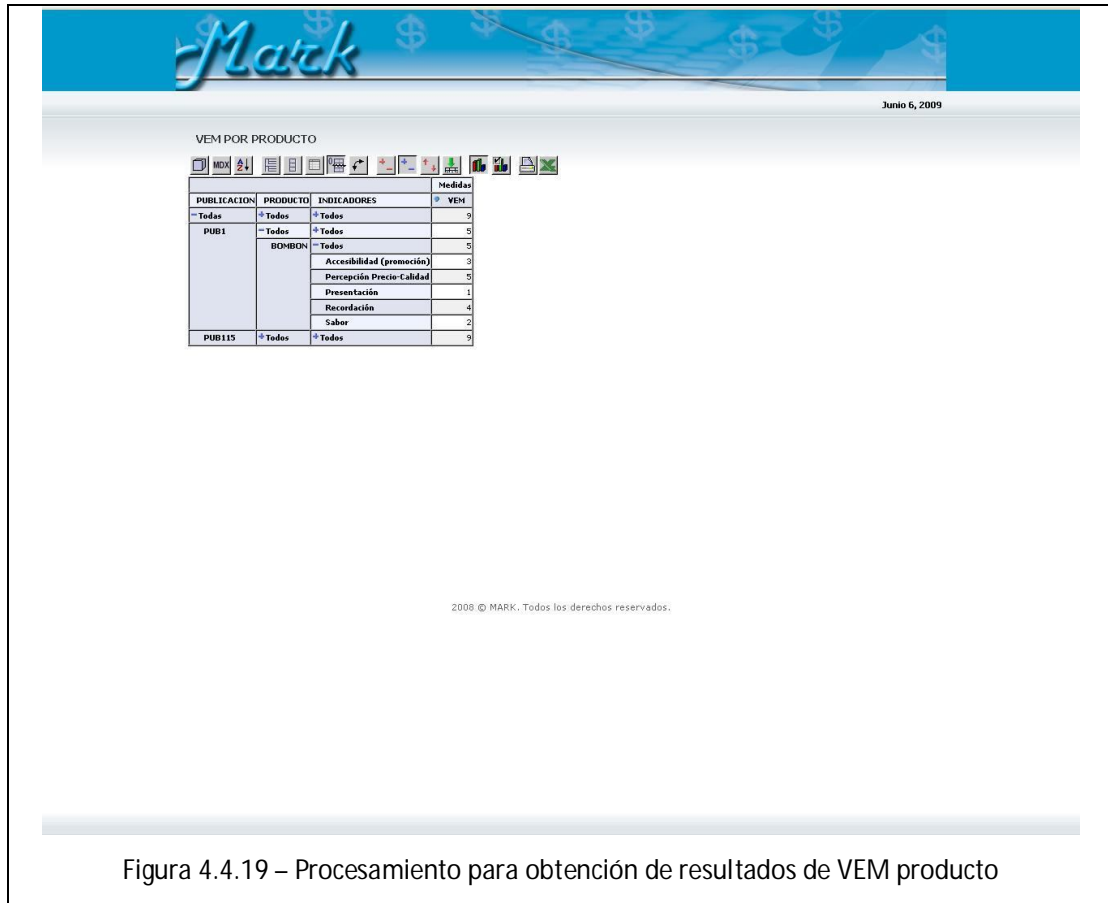 Mark
Junio 6, 2009
VEM POR PRODUCTO
MDX
Medidas
PUBLICACION PRODUCTO INDICADORES VEM
Todas Todos Todos 9
PUB1 Todos Todos 5
BOMBON Todos 5
Accesibilidad (promoción) 3
Percepción Precio-Calidad 5
Presentación 1
Recordación 4
Sabor 2
PUB115 Todos Todos 9
2008 © MARK. Todos los derechos reservados.
Figura 4.4.19 – Procesamiento para obtención de resultados de VEM producto